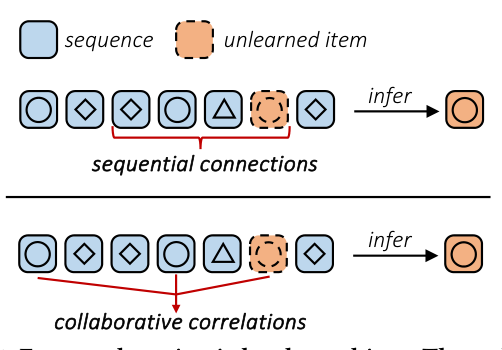 sequence
unlearned item
infer
sequential connections
infer
collaborative correlations